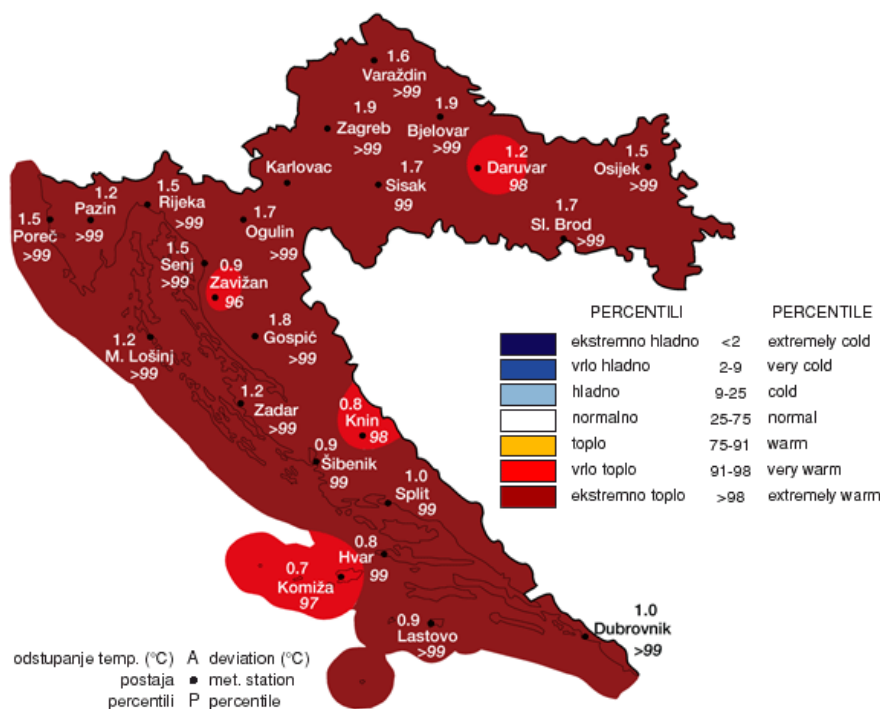 1.6
Varaždin
>99
1.9
Zagreb
>99
1.9
Bjelovar
>99
1.2
Daruvar
98
1.5
Osijek
>99
Karlovac
1.7
Sisak
99
1.7
Sl. Brod
>99
1.5
Poreč
>99
1.2
Pazin
>99
1.5
Rijeka
>99
1.7
Ogulin
>99
1.5
Senj
>99
0.9
Zavižan
96
1.8
Gospić
>99
1.2
M. Lošinj
>99
1.2
Zadar
>99
0.8
Knin
98
0.9
Šibenik
99
1.0
Split
99
0.8
Hvar
99
0.7
Komiža
97
0.9
Lastovo
>99
1.0
Dubrovnik
>99
PERCENTILI PERCENTILE
ekstremno hladno <2 extremely cold
vrlo hladno 2-9 very cold
hladno 9-25 cold
normalno 25-75 normal
toplo 75-91 warm
vrlo toplo 91-98 very warm
ekstremno toplo >98 extremely warm
odstupanje temp. (°C) A deviation (°C)
postaja ● met. station
percentili P percentile